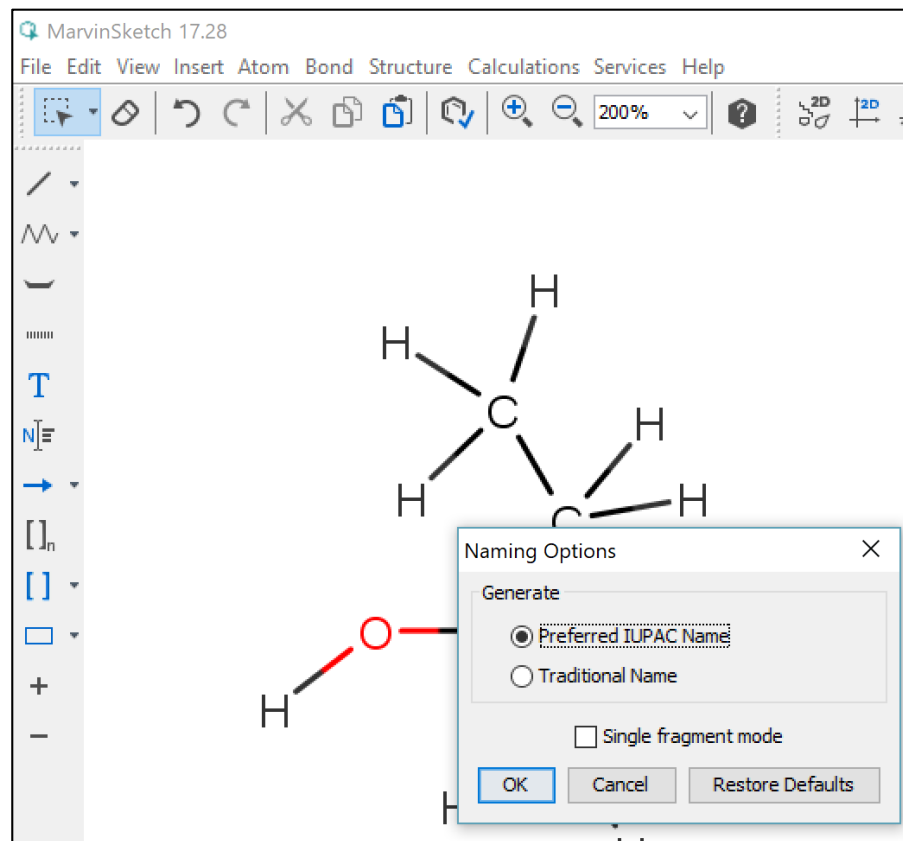 MarvinSketch 17.28
File Edit View Insert Atom Bond Structure Calculations Services Help
200% ? 2D 2D
T
N
[ ]n
[ ]
H
H
C
H
H
H
C
O
H
H
Naming Options
Generate
Preferred IUPAC Name
Traditional Name
Single fragment mode
OK Cancel Restore Defaults